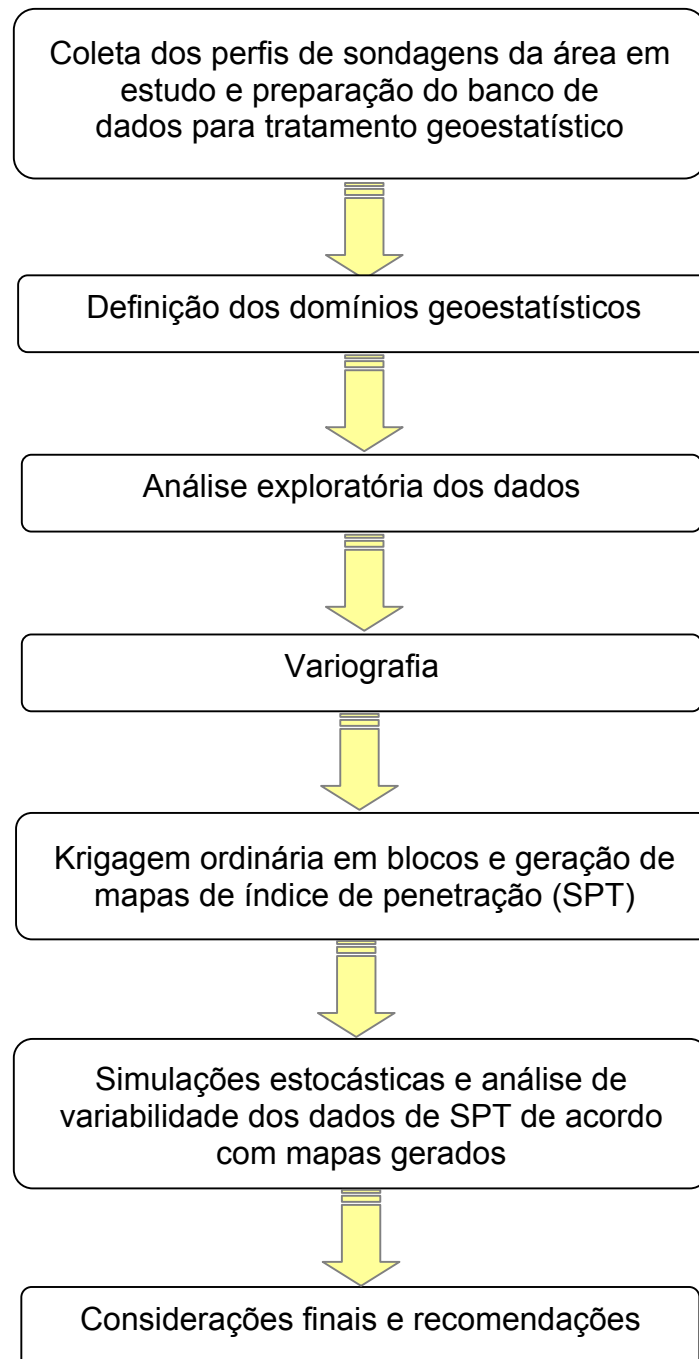 Coleta dos perfis de sondagens da área em
estudo e preparação do banco de
dados para tratamento geoestatístico
Definição dos domínios geoestatísticos
Análise exploratória dos dados
Variografia
Krigagem ordinária em blocos e geração de
mapas de índice de penetração (SPT)
Simulações estocásticas e análise de
variabilidade dos dados de SPT de acordo
com mapas gerados
Considerações finais e recomendações